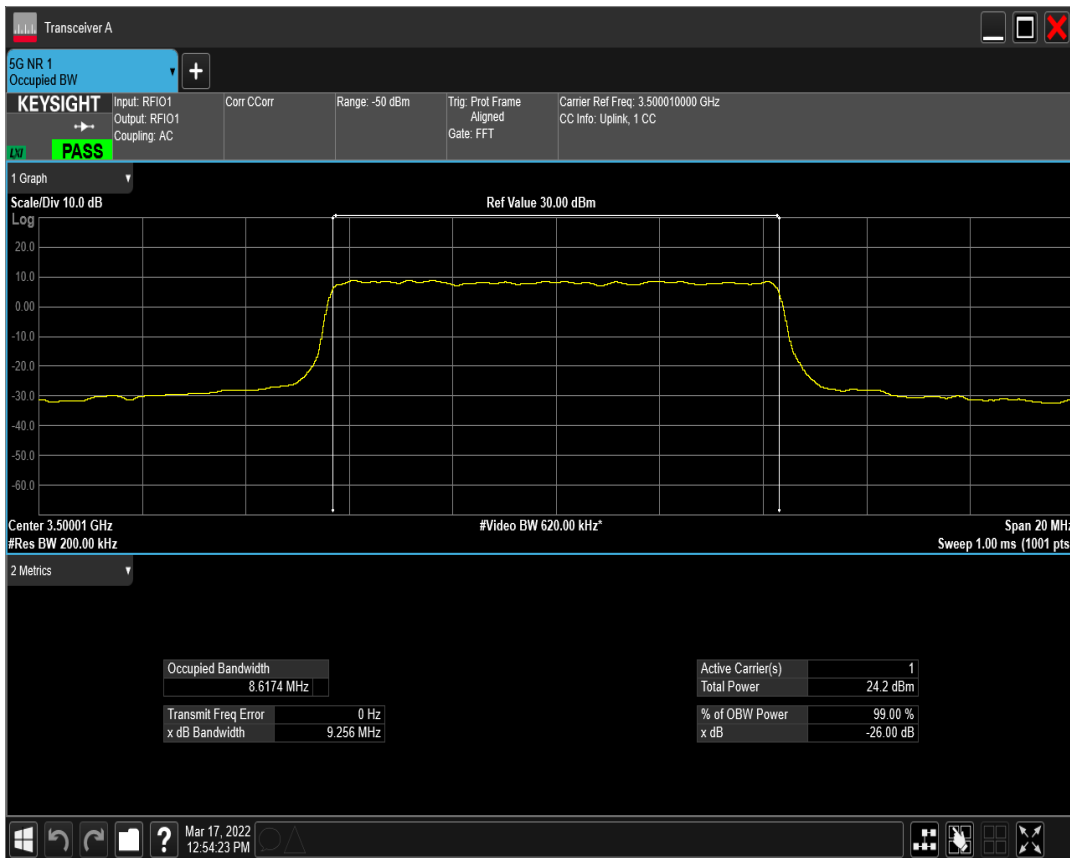 Transceiver A
5G NR 1
Occupied BW
+
KEYSIGHT
LXI
PASS
Input: RFIO1
Output: RFIO1
Coupling: AC
Corr CCorr
Range: -50 dBm
Trig: Prot Frame
Aligned
Gate: FFT
Carrier Ref Freq: 3.500010000 GHz
CC Info: Uplink, 1 CC
1 Graph
Scale/Div 10.0 dB
Ref Value 30.00 dBm
Log
20.0
10.0
0.00
-10.0
-20.0
-30.0
-40.0
-50.0
-60.0
Center 3.50001 GHz
#Video BW 620.00 kHz*
Span 20 MHz
#Res BW 200.00 kHz
Sweep 1.00 ms (1001 pts
2 Metrics
Occupied Bandwidth
8.6174 MHz
Transmit Freq Error 0 Hz
x dB Bandwidth 9.256 MHz
Active Carrier(s) 1
Total Power 24.2 dBm
% of OBW Power 99.00 %
x dB -26.00 dB
?
Mar 17, 2022
12:54:23 PM